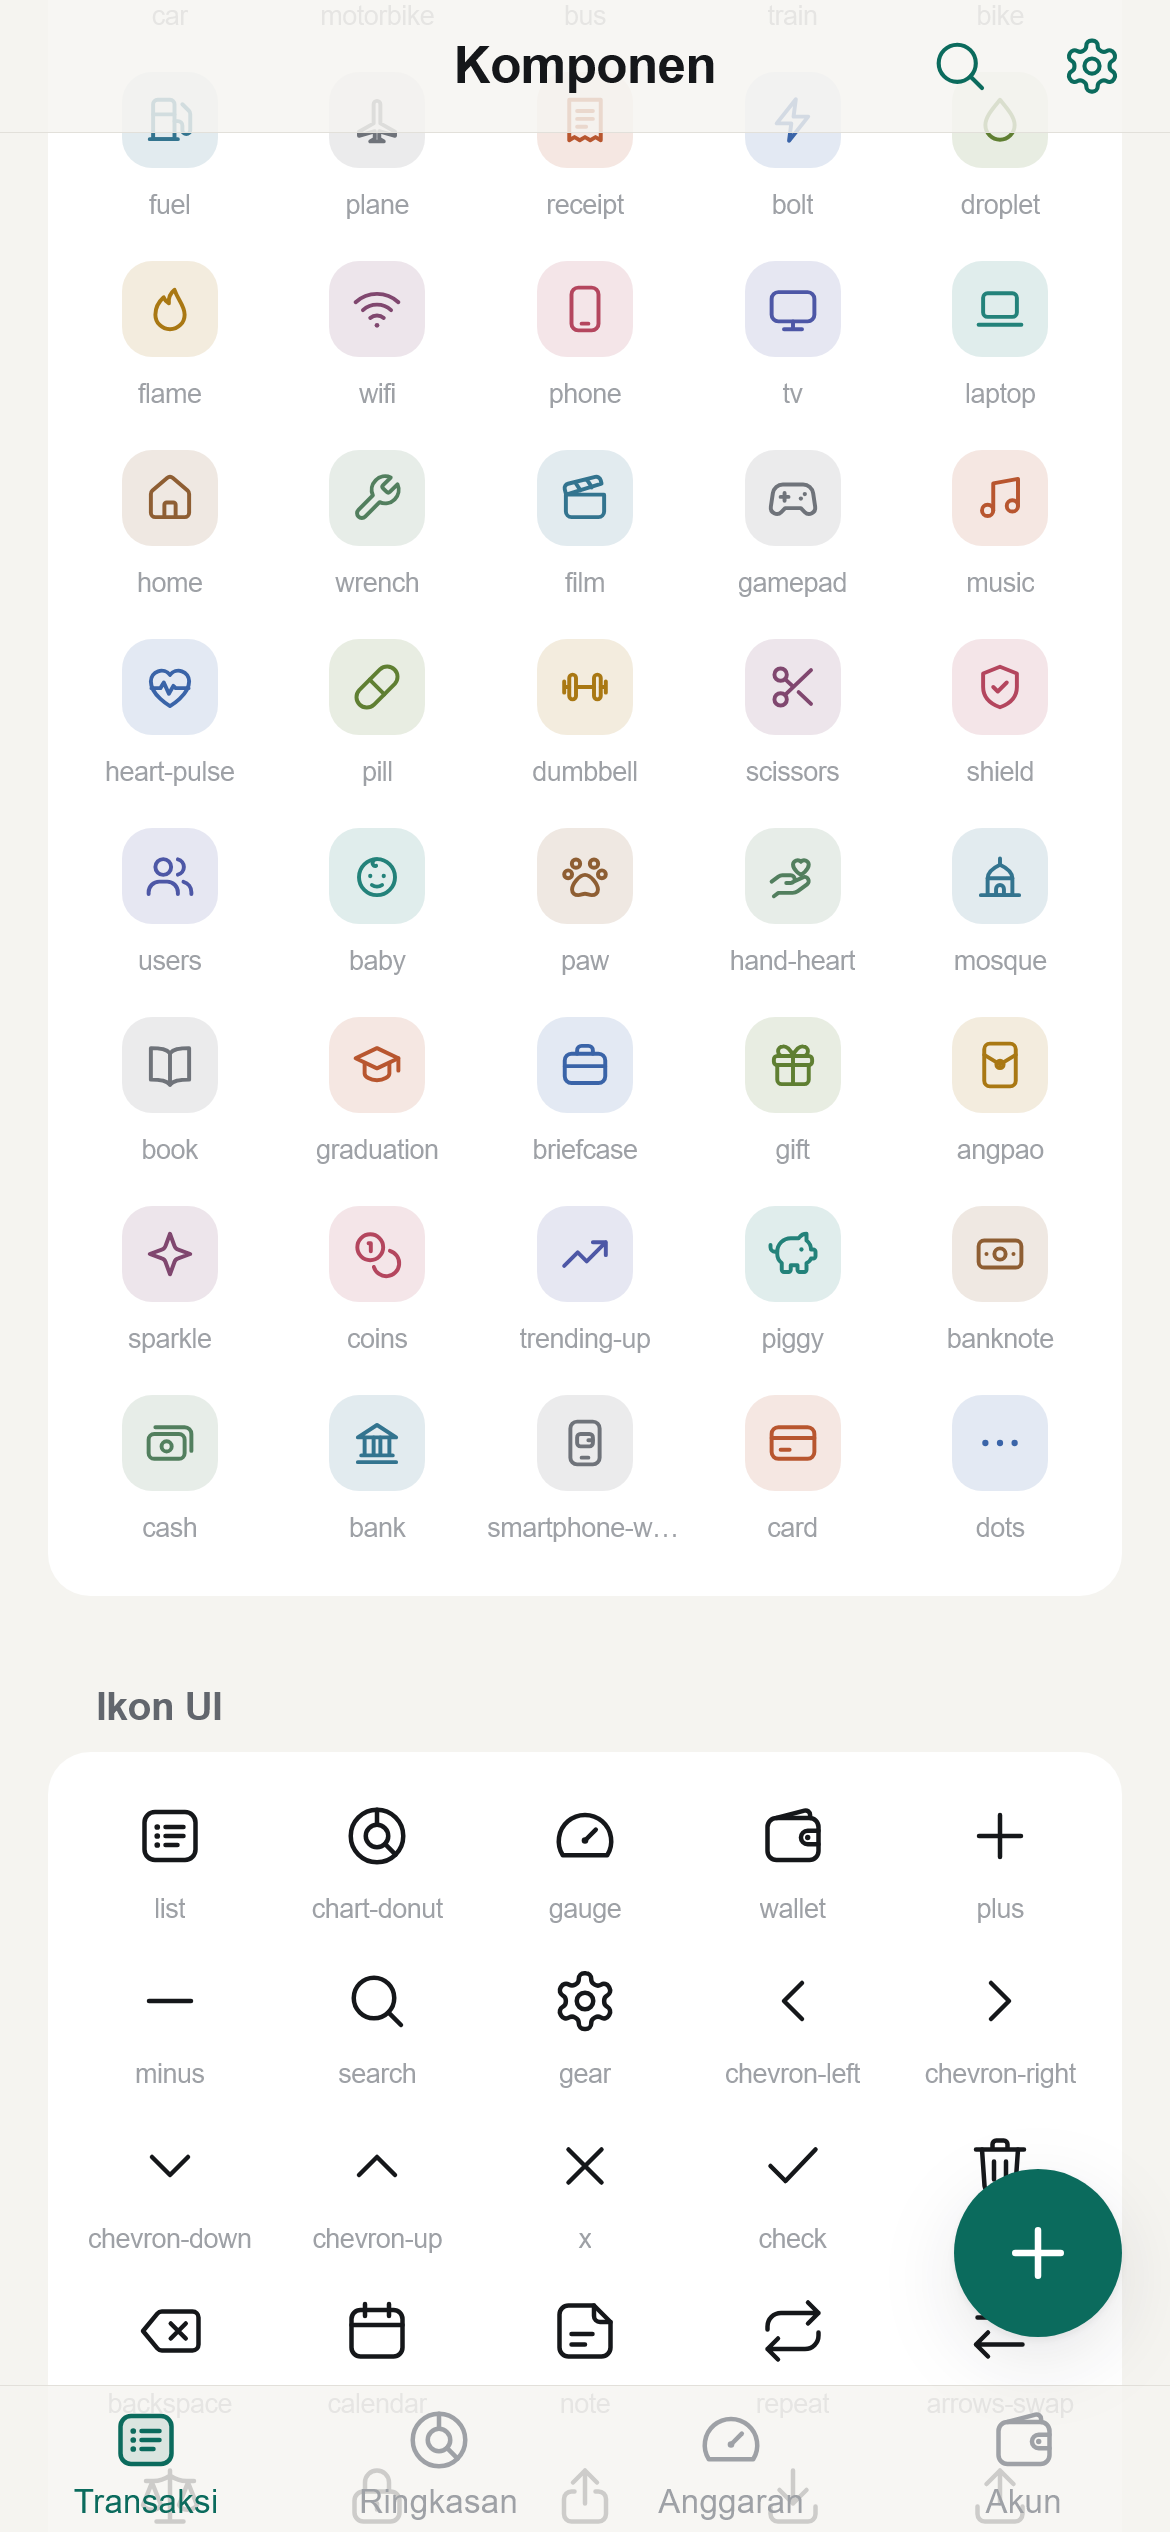 car motorbike bus train bike
Komponen
fuel plane receipt bolt droplet
flame wifi phone tv laptop
home wrench film gamepad music
heart-pulse pill dumbbell scissors shield
users baby paw hand-heart mosque
book graduation briefcase gift angpao
sparkle coins trending-up piggy banknote
cash bank smartphone-w... card dots
Ikon UI
list chart-donut gauge wallet plus
minus search gear chevron-left chevron-right
chevron-down chevron-up x check
backspace calendar note repeat arrows-swap
Transaksi Ringkasan Anggaran Akun